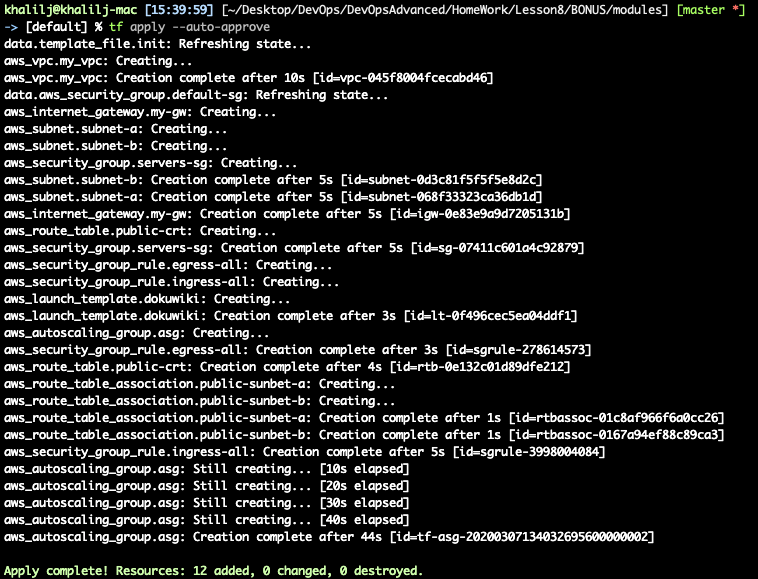 khalilj@khalilj-mac [15:39:59] [~/Desktop/DevOps/DevOpsAdvanced/HomeWork/Lesson8/BONUS/modules] [master *]
-> [default] % tf apply --auto-approve
data.template_file.init: Refreshing state...
aws_vpc.my_vpc: Creating...
aws_vpc.my_vpc: Creation complete after 10s [id=vpc-045f8004fcecabd46]
data.aws_security_group.default-sg: Refreshing state...
aws_internet_gateway.my-gw: Creating...
aws_subnet.subnet-a: Creating...
aws_subnet.subnet-b: Creating...
aws_security_group.servers-sg: Creating...
aws_subnet.subnet-b: Creation complete after 5s [id=subnet-0d3c81f5f5f5e8d2c]
aws_subnet.subnet-a: Creation complete after 5s [id=subnet-068f33323ca36db1d]
aws_internet_gateway.my-gw: Creation complete after 5s [id=igw-0e83e9a9d7205131b]
aws_route_table.public-crt: Creating...
aws_security_group.servers-sg: Creation complete after 5s [id=sg-07411c601a4c92879]
aws_security_group_rule.egress-all: Creating...
aws_security_group_rule.ingress-all: Creating...
aws_launch_template.dokuwiki: Creating...
aws_launch_template.dokuwiki: Creation complete after 3s [id=lt-0f496cec5ea04ddf1]
aws_autoscaling_group.asg: Creating...
aws_security_group_rule.egress-all: Creation complete after 3s [id=sgrule-278614573]
aws_route_table.public-crt: Creation complete after 4s [id=rtb-0e132c01d89dfe212]
aws_route_table_association.public-sunbet-a: Creating...
aws_route_table_association.public-sunbet-b: Creating...
aws_route_table_association.public-sunbet-a: Creation complete after 1s [id=rtbassoc-01c8af966f6a0cc26]
aws_route_table_association.public-sunbet-b: Creation complete after 1s [id=rtbassoc-0167a94ef88c89ca3]
aws_security_group_rule.ingress-all: Creation complete after 5s [id=sgrule-3998004084]
aws_autoscaling_group.asg: Still creating... [10s elapsed]
aws_autoscaling_group.asg: Still creating... [20s elapsed]
aws_autoscaling_group.asg: Still creating... [30s elapsed]
aws_autoscaling_group.asg: Still creating... [40s elapsed]
aws_autoscaling_group.asg: Creation complete after 44s [id=tf-asg-20200307134032695600000002]
Apply complete! Resources: 12 added, 0 changed, 0 destroyed.